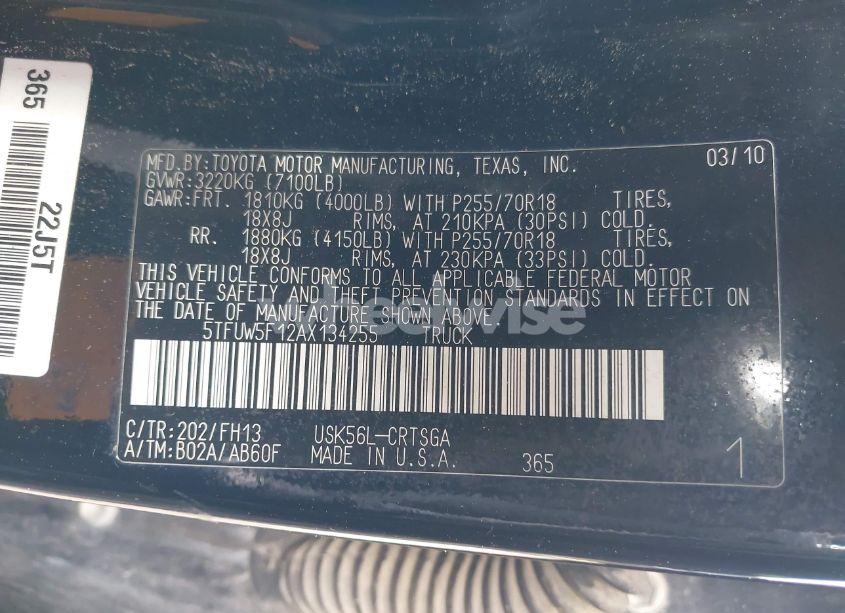 365
22J5T
MFD.BY:TOYOTA MOTOR MANUFACTURING, TEXAS, INC. 03/10
GVWR:3220KG (7100LB)
GAWR:FRT. 1810KG (4000LB) WITH P255/70R18 TIRES,
18X8J RIMS, AT 210KPA (30PSI) COLD.
RR. 1880KG (4150LB) WITH P255/70R18 TIRES,
18X8J RIMS, AT 230KPA (33PSI) COLD.
THIS VEHICLE CONFORMS TO ALL APPLICABLE FEDERAL MOTOR
VEHICLE SAFETY AND THEFT PREVENTION STANDARDS IN EFFECT ON
THE DATE OF MANUFACTURE SHOWN ABOVE.
5TFUW5F12AX134255 TRUCK
C/TR:202/FH13 USK56L-CRTSGA
A/TM:B02A/AB60F MADE IN U.S.A. 365 1